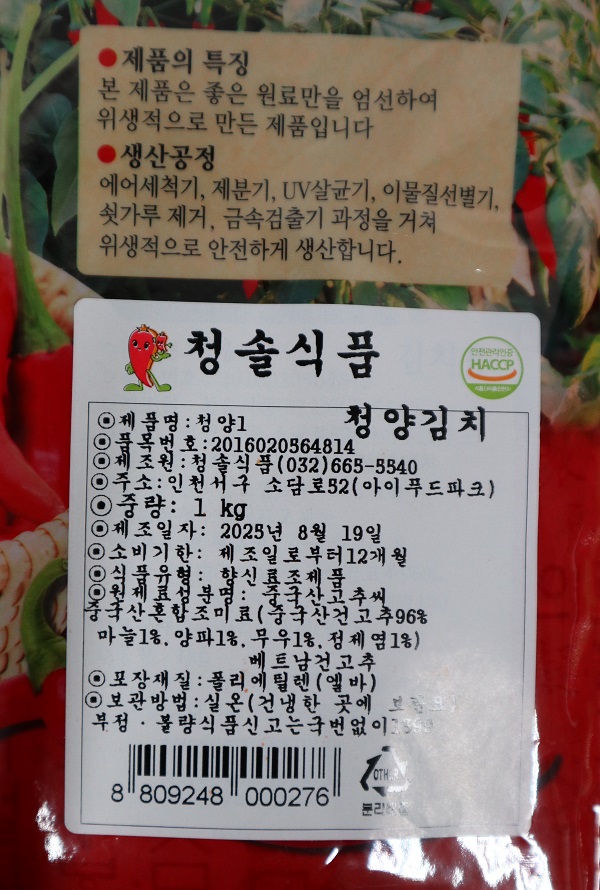 ●제품의 특징
본 제품은 좋은 원료만을 엄선하여
위생적으로 만든 제품입니다
●생산공정
에어세척기, 제분기, UV살균기, 이물질선별기,
쇳가루 제거, 금속검출기 과정을 거쳐
위생적으로 안전하게 생산합니다.
청솔식품
안전관리인증
HACCP
◉제품명:청양1 청양김치
◉품목번호:2016020564814
◉제조원:청솔식품(032)665-5540
◉주소:인천서구 소담로52(아이푸드파크)
◉중량: 1 kg
◉제조일자: 2025년 8월 19일
◉소비기한: 제조일로부터12개월
◉식품유형: 향신료조제품
◉원제료성분명: 중국산고추씨
중국산혼합조미료(중국산건고추96%
마늘1%,양파1%,무우1%,정제염1%)
베트남건고추
◉포장재질:폴리에틸렌(엘바)
◉보관방법:실온(건냉한 곳에
부정·불량식품신고는국번없이
8 809248 000276